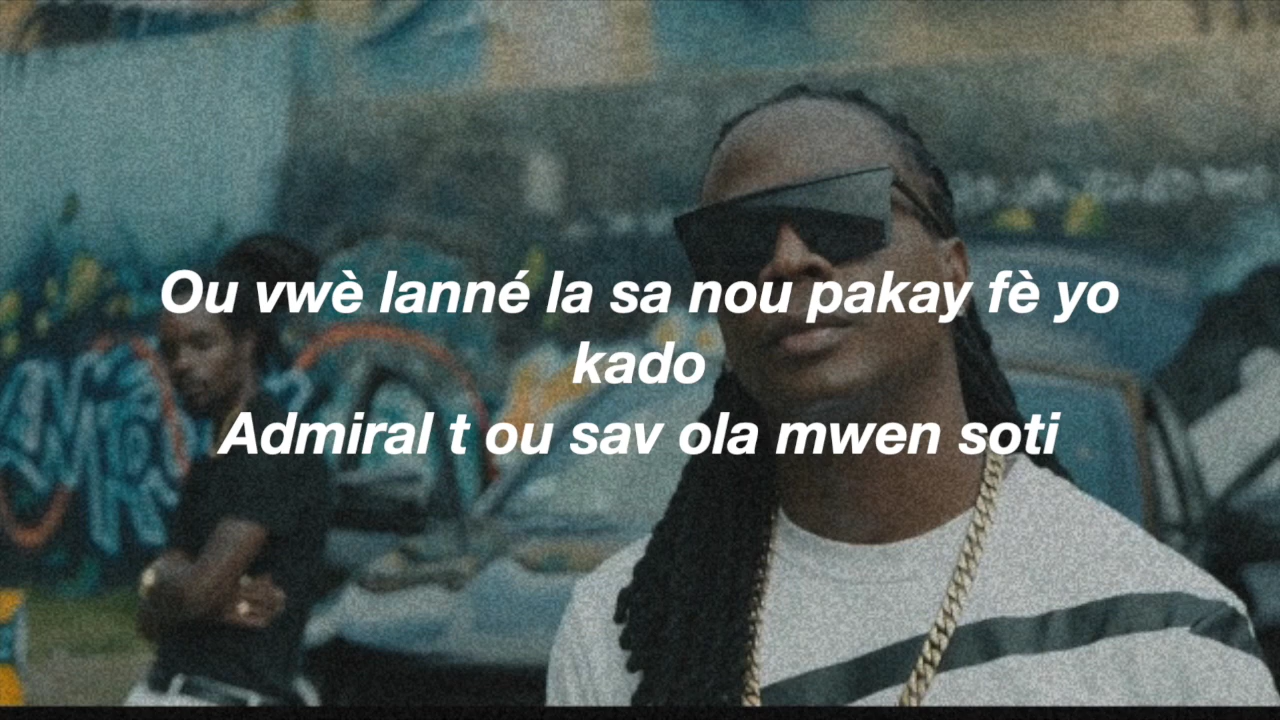 Ou vwè lanné la sa nou pakay fè yo
kado
Admiral t ou sav ola mwen soti